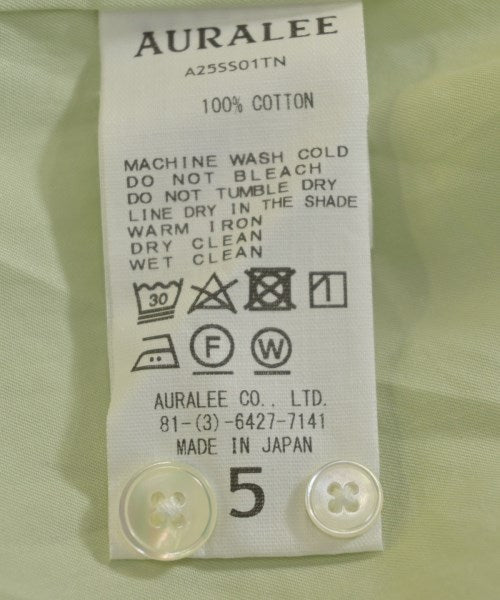 AURALEE
A25SS01TN
100% COTTON
MACHINE WASH COLD
DO NOT BLEACH
DO NOT TUMBLE DRY
LINE DRY IN THE SHADE
WARM IRON
DRY CLEAN
WET CLEAN
30
F W
AURALEE CO., LTD.
81-(3)-6427-7141
MADE IN JAPAN
5